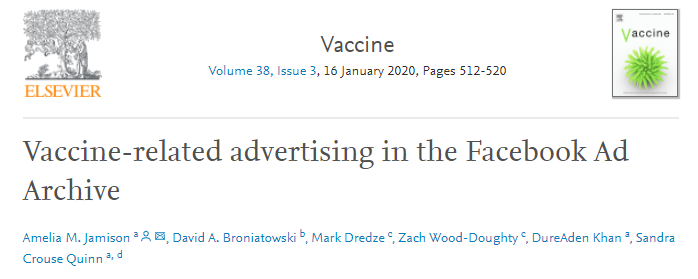 Vaccine
Volume 38, Issue 3, 16 January 2020, Pages 512-520
ELSEVIER
Vaccine
Vaccine-related advertising in the Facebook Ad
Archive
Amelia M. Jamison a, David A. Broniatowski b, Mark Dredze c, Zach Wood-Doughty c, DureAden Khan a, Sandra
Crouse Quinn a, d